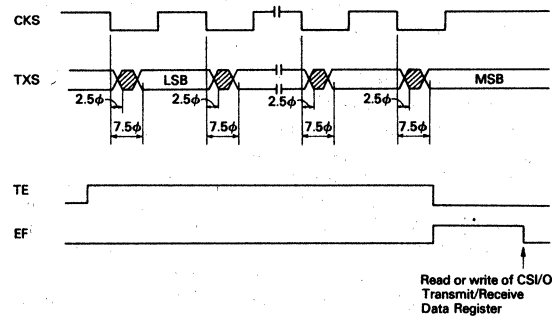 CKS
TXS
LSB
MSB
2.5φ
2.5φ
2.5φ
2.5φ
7.5φ
7.5φ
7.5φ
7.5φ
TE
EF
Read or write of CSI/O
Transmit/Receive
Data Register